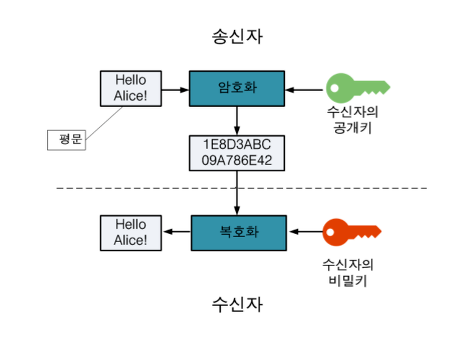 송신자
Hello
Alice!
암호화
수신자의
공개키
평문
1E8D3ABC
09A786E42
Hello
Alice!
복호화
수신자의
비밀키
수신자